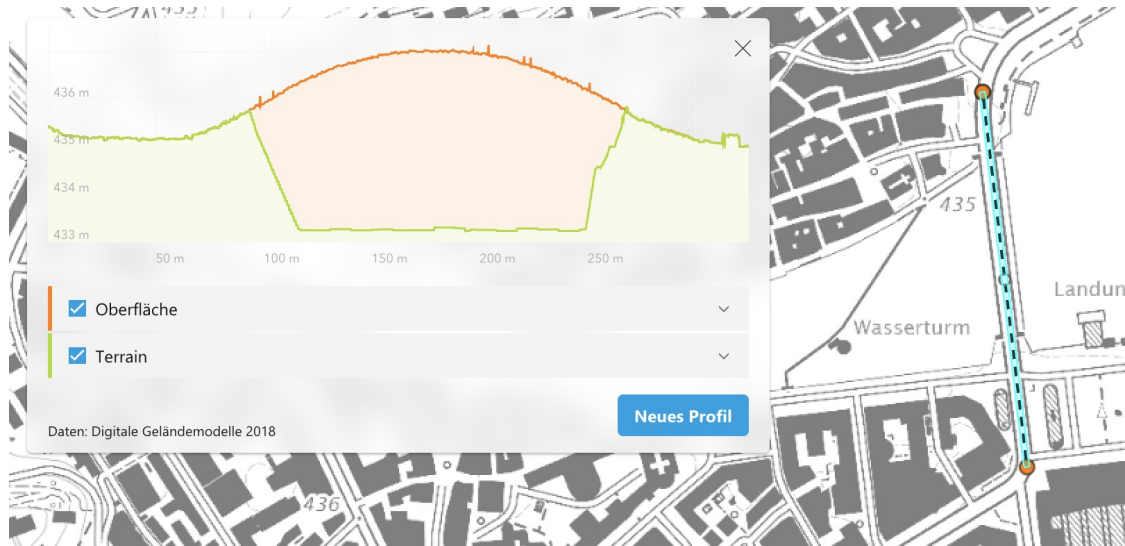 436 m
435 m
434 m
433 m
50 m
100 m
150 m
200 m
250 m
Oberfläche
Terrain
Neues Profil
Daten: Digitale Geländemodelle 2018
435
Landun
Wasserturm
436